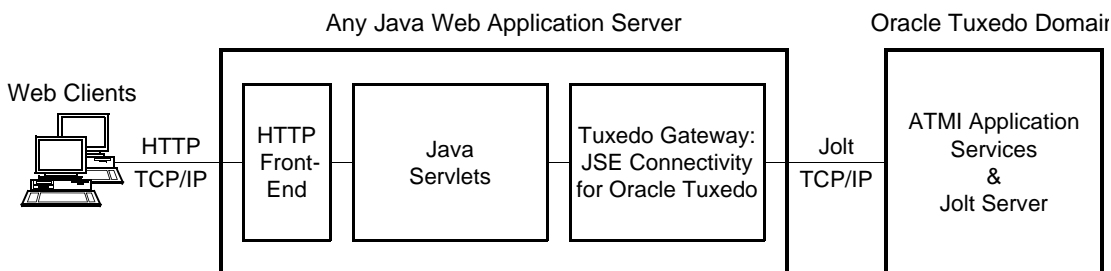 Any Java Web Application Server
Oracle Tuxedo Domain
Web Clients
HTTP
TCP/IP
HTTP
Front-
End
Java
Servlets
Tuxedo Gateway:
JSE Connectivity
for Oracle Tuxedo
Jolt
TCP/IP
ATMI Application
Services
&
Jolt Server